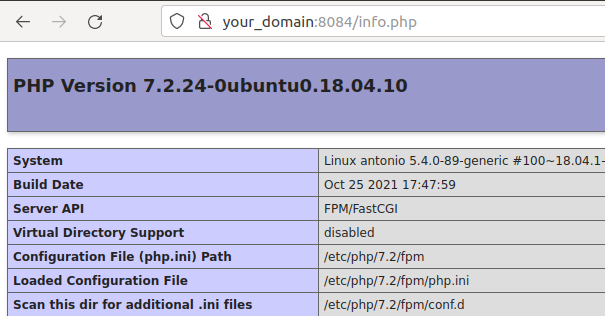 your_domain:8084/info.php
PHP Version 7.2.24-0ubuntu0.18.04.10
System Linux antonio 5.4.0-89-generic #100~18.04.1-
Build Date Oct 25 2021 17:47:59
Server API FPM/FastCGI
Virtual Directory Support disabled
Configuration File (php.ini) Path /etc/php/7.2/fpm
Loaded Configuration File /etc/php/7.2/fpm/php.ini
Scan this dir for additional .ini files /etc/php/7.2/fpm/conf.d